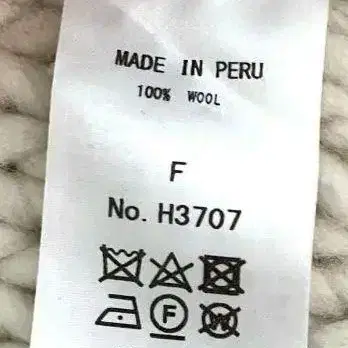 MADE IN PERU
100% WOOL
F
No. H3707
F
W